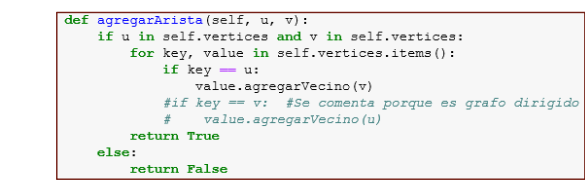 def agregarArista(self, u, v):
    if u in self.vertices and v in self.vertices:
        for key, value in self.vertices.items():
            if key == u:
                value.agregarVecino(v)
            #if key == v:  #Se comenta porque es grafo dirigido
            #    value.agregarVecino(u)
        return True
    else:
        return False